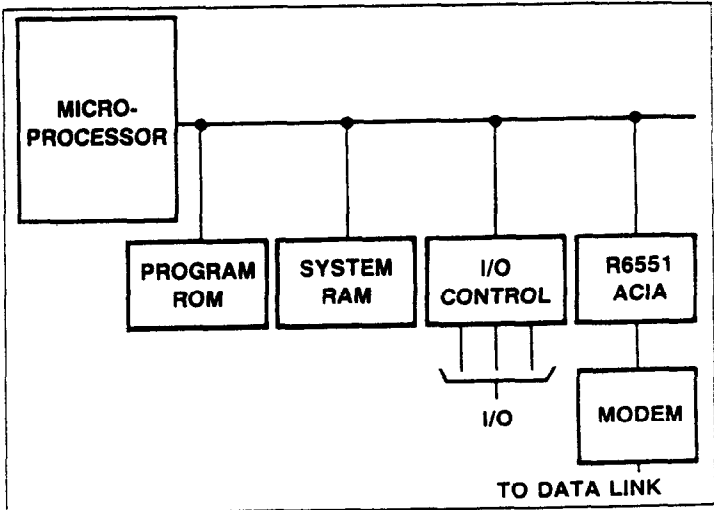 MICRO-
PROCESSOR
PROGRAM
ROM
SYSTEM
RAM
I/O
CONTROL
R6551
ACIA
I/O
MODEM
TO DATA LINK